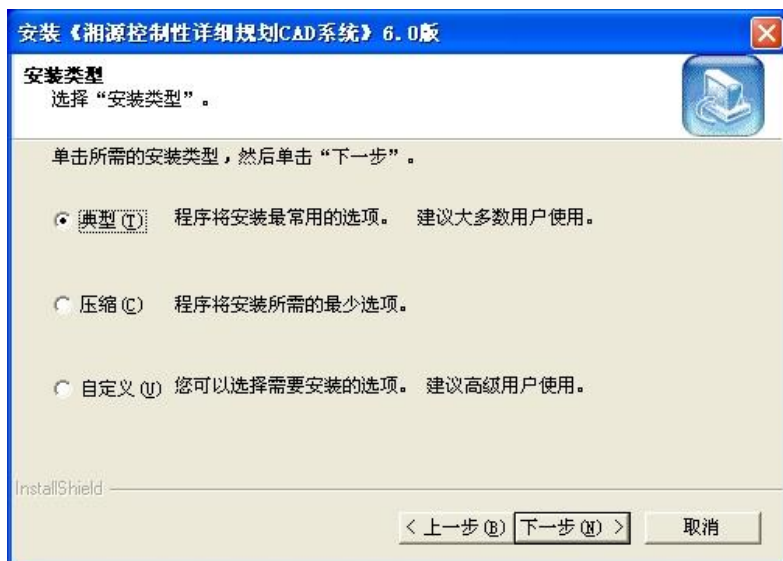 安装《湘源控制性详细规划CAD系统》6.0版
安装类型
选择“安装类型”。
单击所需的安装类型，然后单击“下一步”。
典型(T) 程序将安装最常用的选项。 建议大多数用户使用。
压缩(C) 程序将安装所需的最少选项。
自定义(U) 您可以选择需要安装的选项。 建议高级用户使用。
InstallShield
< 上一步(B) 下一步(N) > 取消